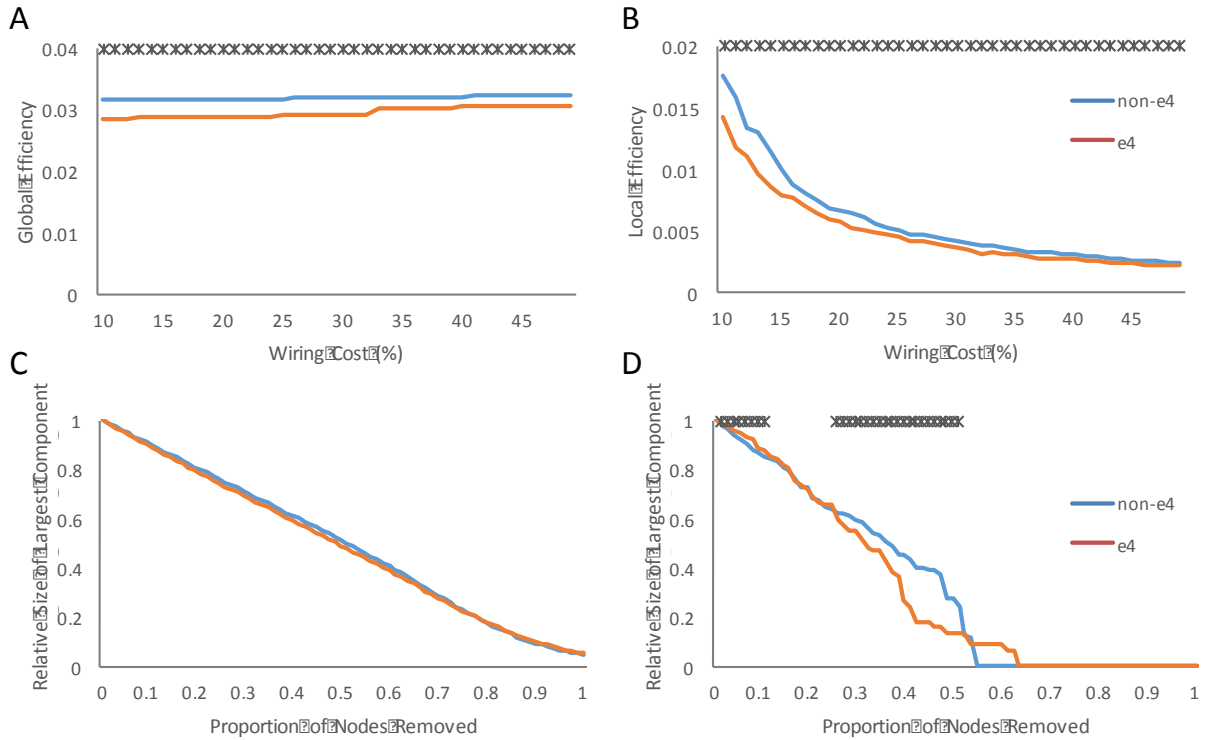 A
0.04
0.03
0.02
0.01
0
Global Efficiency
10 15 20 25 30 35 40 45
Wiring Cost (%)
B
0.02
0.015
0.01
0.005
0
Local Efficiency
10 15 20 25 30 35 40 45
Wiring Cost (%)
non-e4
e4
C
1
0.8
0.6
0.4
0.2
0
Relative Size of Largest Component
0 0.1 0.2 0.3 0.4 0.5 0.6 0.7 0.8 0.9 1
Proportion of Nodes Removed
D
1
0.8
0.6
0.4
0.2
0
Relative Size of Largest Component
0 0.1 0.2 0.3 0.4 0.5 0.6 0.7 0.8 0.9 1
Proportion of Nodes Removed
non-e4
e4